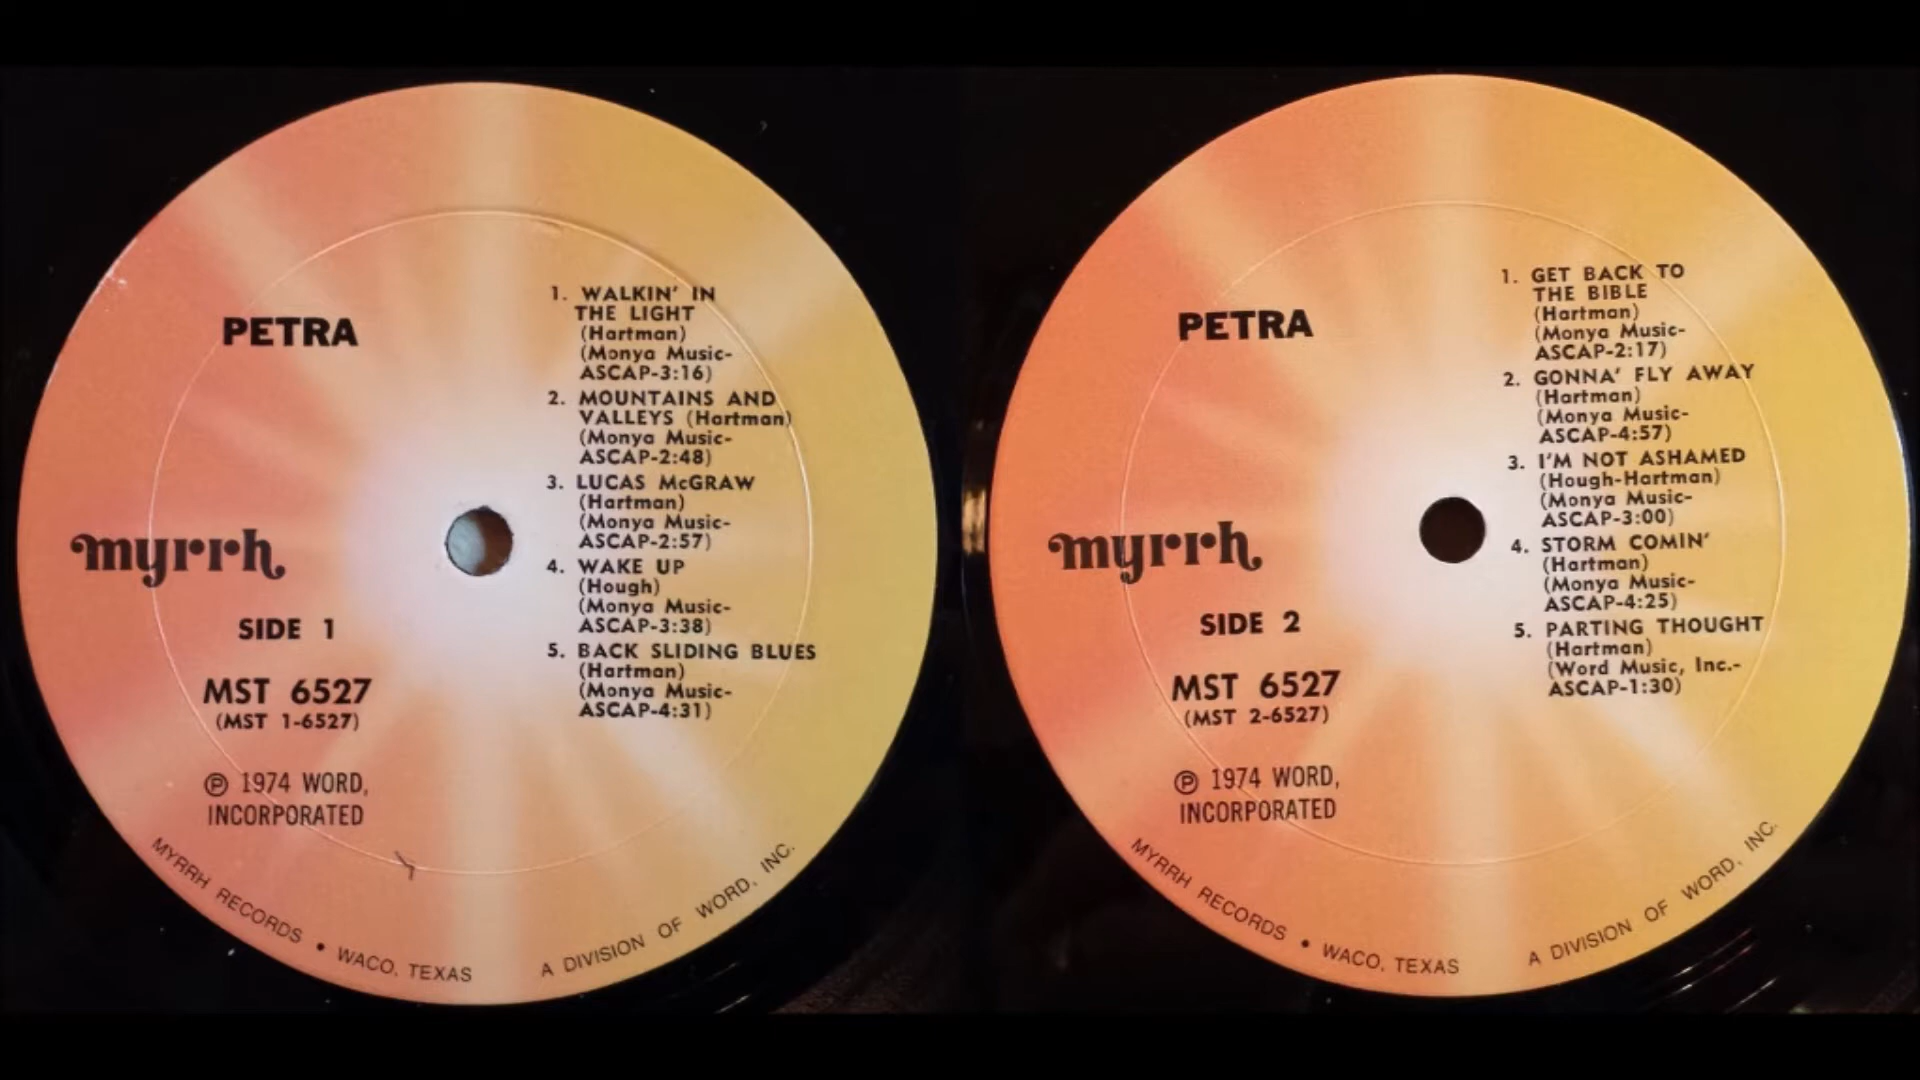 PETRA
myrrh
SIDE 1
MST 6527
(MST 1-6527)
℗ 1974 WORD,
INCORPORATED
1. WALKIN' IN
THE LIGHT
(Hartman)
(Monya Music-
ASCAP-3:16)
2. MOUNTAINS AND
VALLEYS (Hartman)
(Monya Music-
ASCAP-2:48)
3. LUCAS McGRAW
(Hartman)
(Monya Music-
ASCAP-2:57)
4. WAKE UP
(Hough)
(Monya Music-
ASCAP-3:38)
5. BACK SLIDING BLUES
(Hartman)
(Monya Music-
ASCAP-4:31)
MYRRH RECORDS • WACO, TEXAS A DIVISION OF WORD, INC.
PETRA
myrrh
SIDE 2
MST 6527
(MST 2-6527)
℗ 1974 WORD,
INCORPORATED
1. GET BACK TO
THE BIBLE
(Hartman)
(Monya Music-
ASCAP-2:17)
2. GONNA' FLY AWAY
(Hartman)
(Monya Music-
ASCAP-4:57)
3. I'M NOT ASHAMED
(Hough-Hartman)
(Monya Music-
ASCAP-3:00)
4. STORM COMIN'
(Hartman)
(Monya Music-
ASCAP-4:25)
5. PARTING THOUGHT
(Hartman)
(Word Music, Inc.-
ASCAP-1:30)
MYRRH RECORDS • WACO, TEXAS A DIVISION OF WORD, INC.